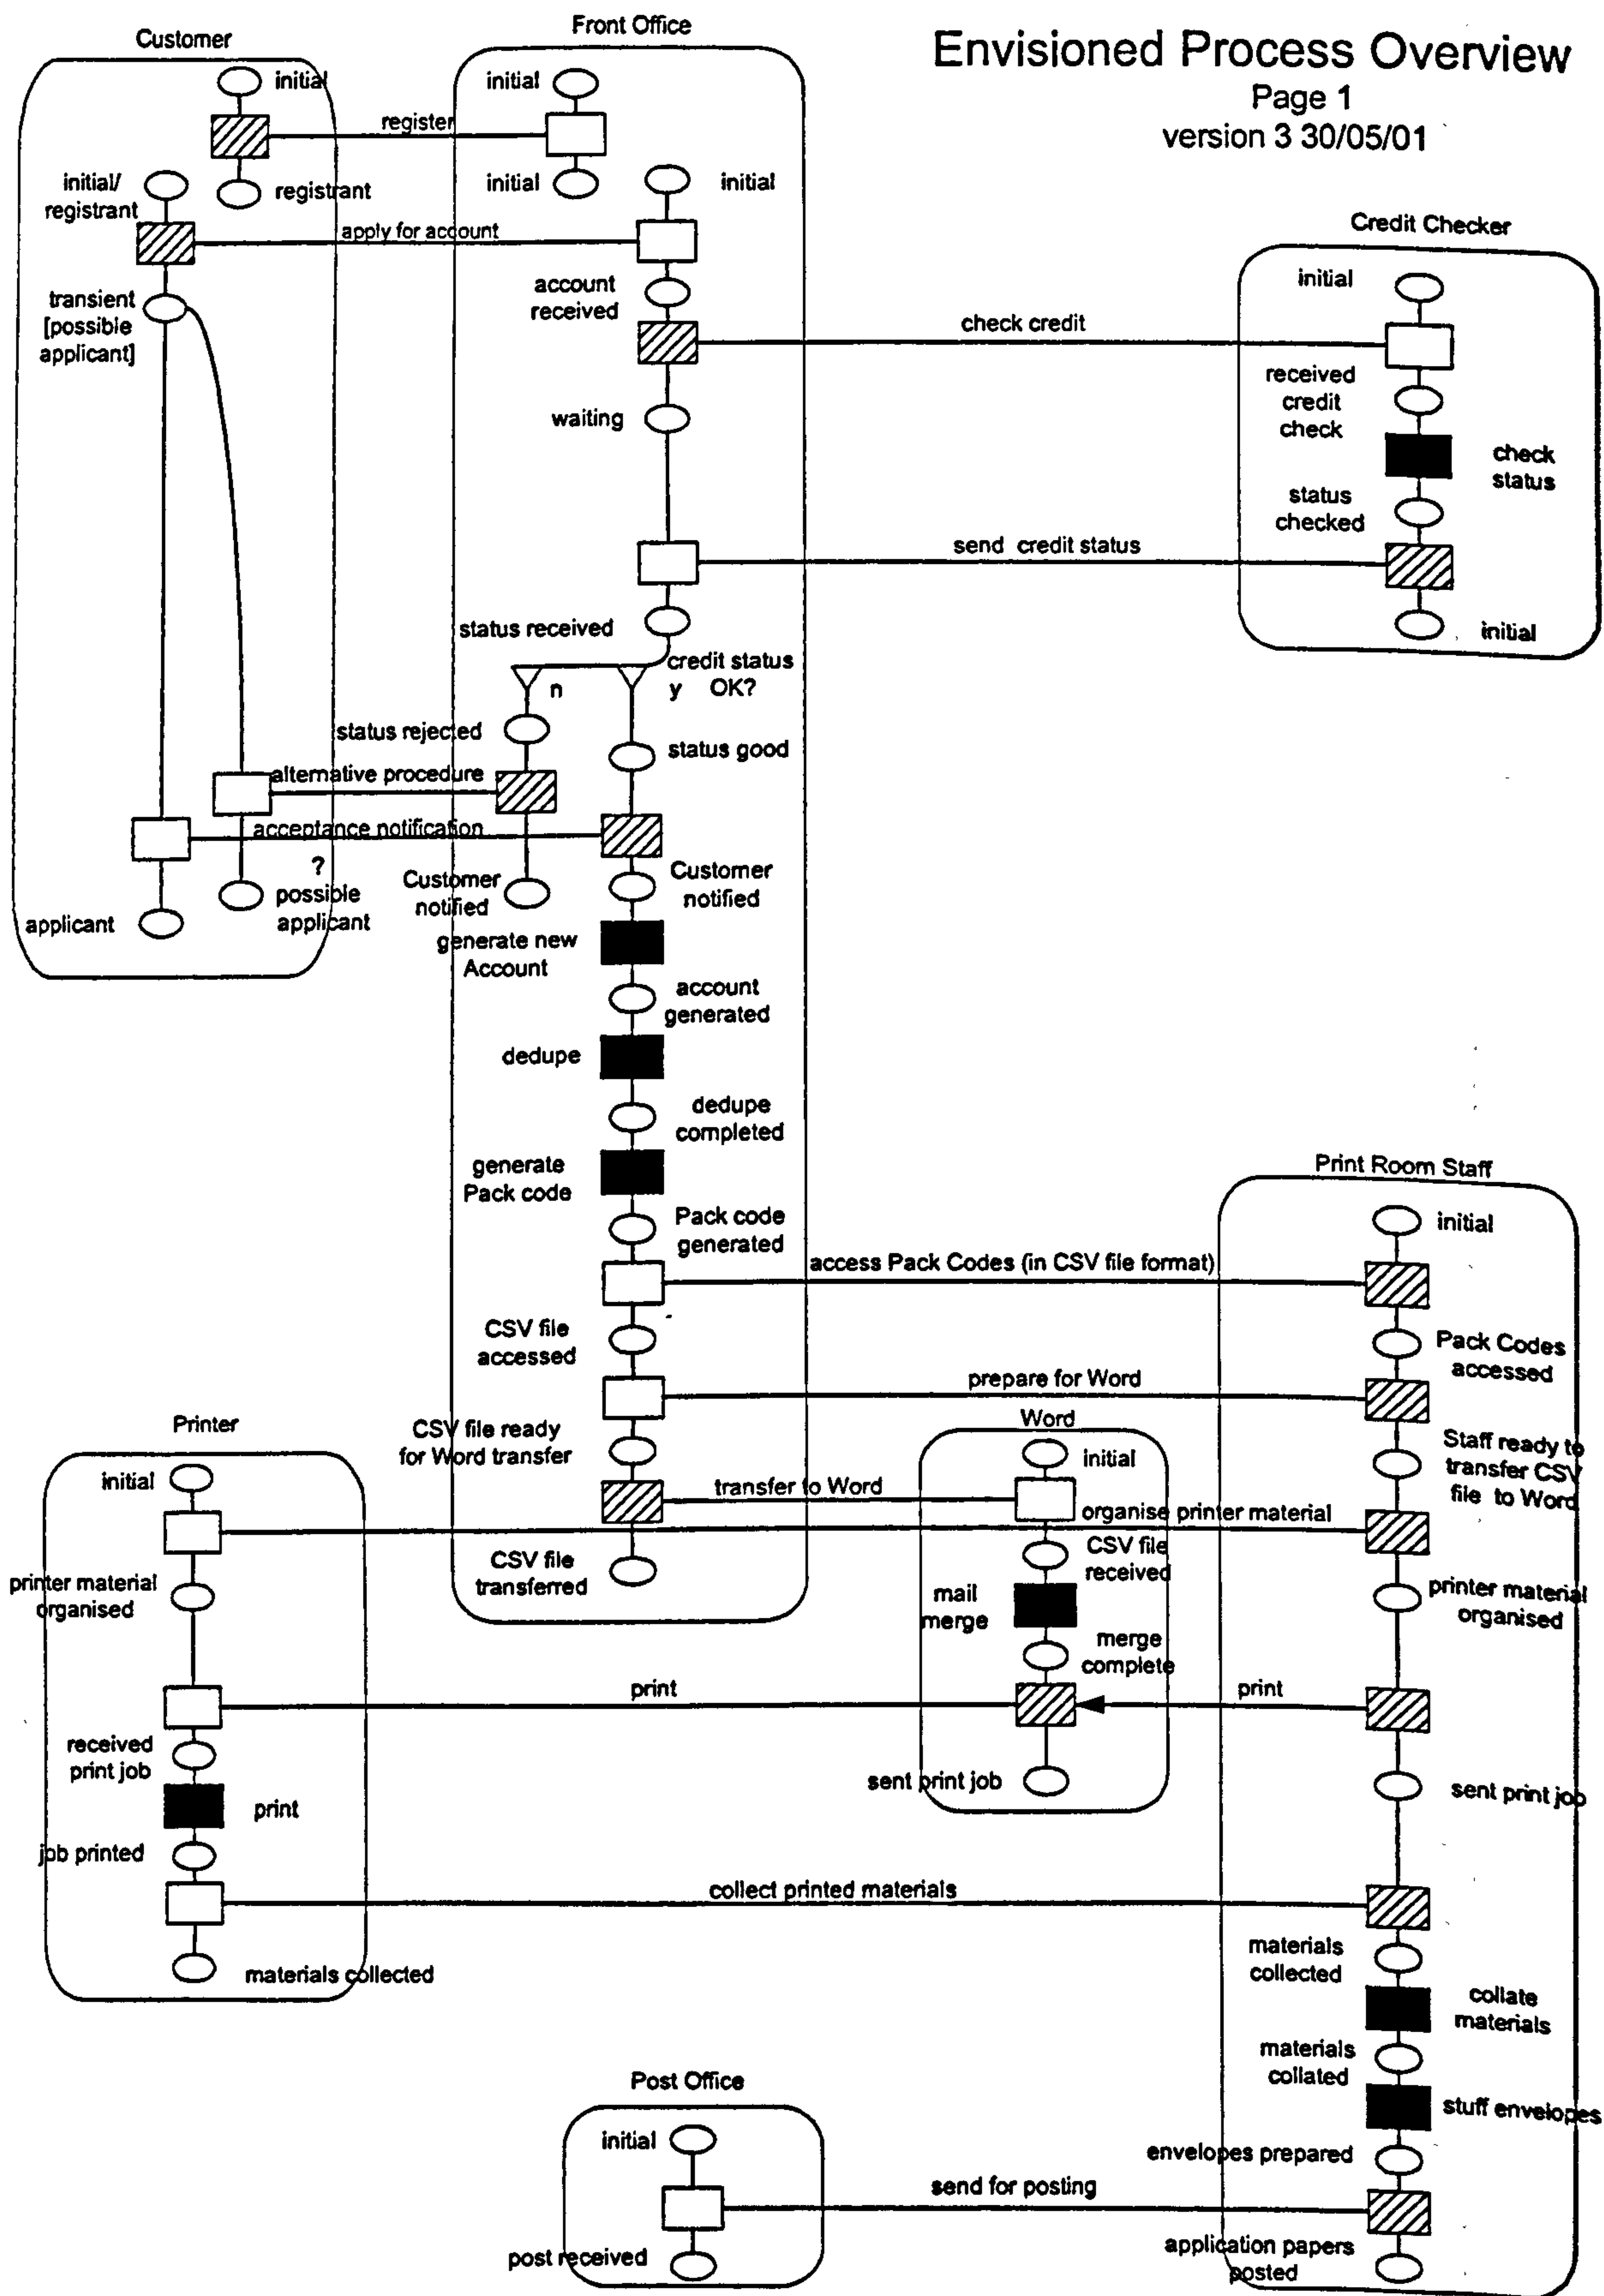 Envisioned Process Overview
Page 1
version 3 30/05/01
Customer
initial
register
registrant
initial/
registrant
apply for account
transient
[possible
applicant]
alternative procedure
acceptance notification
?
possible
applicant
applicant
Front Office
initial
initial
initial
account
received
check credit
waiting
send credit status
status received
credit status
OK?
n
y
status rejected
status good
Customer
notified
Customer
notified
generate new
Account
account
generated
dedupe
dedupe
completed
generate
Pack code
Pack code
generated
access Pack Codes (in CSV file format)
CSV file
accessed
prepare for Word
CSV file ready
for Word transfer
transfer to Word
CSV file
transferred
Credit Checker
initial
received
credit
check
check
status
status
checked
initial
Print Room Staff
initial
Pack Codes
accessed
Staff ready to
transfer CSV
file to Word
organise printer material
printer material
organised
print
sent print job
collect printed materials
materials
collected
collate
materials
materials
collated
stuff envelopes
envelopes prepared
send for posting
application papers
posted
Word
initial
CSV file
received
mail
merge
merge
complete
print
sent print job
Printer
initial
printer material
organised
received
print job
print
job printed
materials collected
Post Office
initial
post received